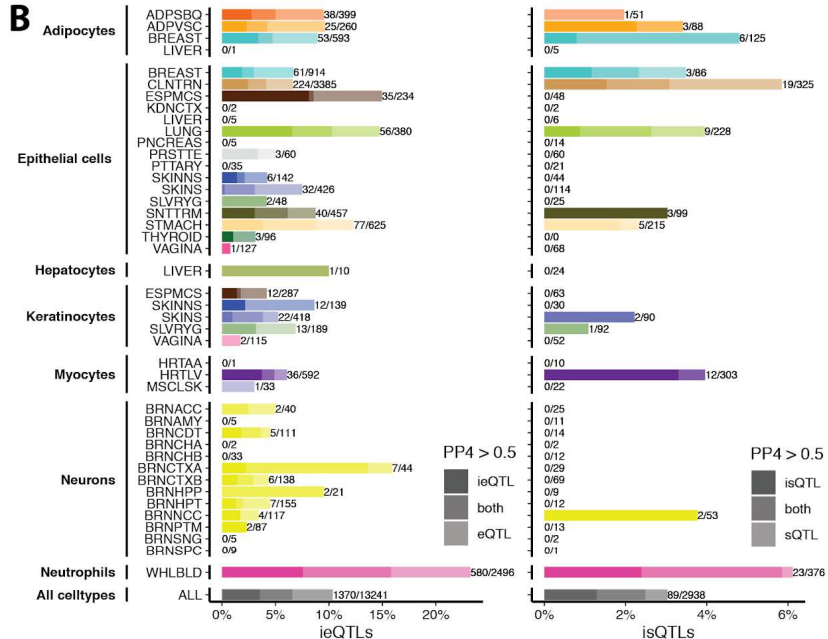 B
Adipocytes
ADPSBQ 38/399 1/51
ADPVSC 25/260 3/88
BREAST 53/593 6/125
LIVER 0/1 0/5
Epithelial cells
BREAST 61/914 3/86
CLNTRN 224/3385 19/325
ESPMCS 35/234 0/48
KDNCTX 0/2 0/2
LIVER 0/5 0/6
LUNG 56/380 9/228
PNCREAS 0/5 0/14
PRSTTE 3/60 0/60
PTTARY 0/35 0/21
SKINNS 6/142 0/44
SKINS 32/426 0/114
SLVRYG 2/48 0/25
SNTTRM 40/457 3/99
STMACH 77/625 5/215
THYROID 3/96 0/0
VAGINA 1/127 0/68
Hepatocytes
LIVER 1/10 0/24
Keratinocytes
ESPMCS 12/287 0/63
SKINNS 12/139 0/30
SKINS 22/418 2/90
SLVRYG 13/189 1/92
VAGINA 2/115 0/52
Myocytes
HRTAA 0/1 0/10
HRTLV 36/592 12/303
MSCLSK 1/33 0/22
Neurons
BRNACC 2/40 0/25
BRNAMY 0/5 0/11
BRNCDT 5/111 0/14
BRNCHA 0/2 0/2
BRNCHB 0/33 0/12
BRNCTXA 7/44 0/29
BRNCTXB 6/138 0/69
BRNHPP 2/21 0/9
BRNHPT 7/155 0/12
BRNNCC 4/117 2/53
BRNPTM 2/87 0/13
BRNSNG 0/5 0/2
BRNSPC 0/9 0/1
Neutrophils
WHLBLD 580/2496 23/376
All celltypes
ALL 1370/13241 89/2938
PP4 > 0.5
ieQTL
both
eQTL
PP4 > 0.5
isQTL
both
sQTL
0% 5% 10% 15% 20%
ieQTLs
0% 2% 4% 6%
isQTLs